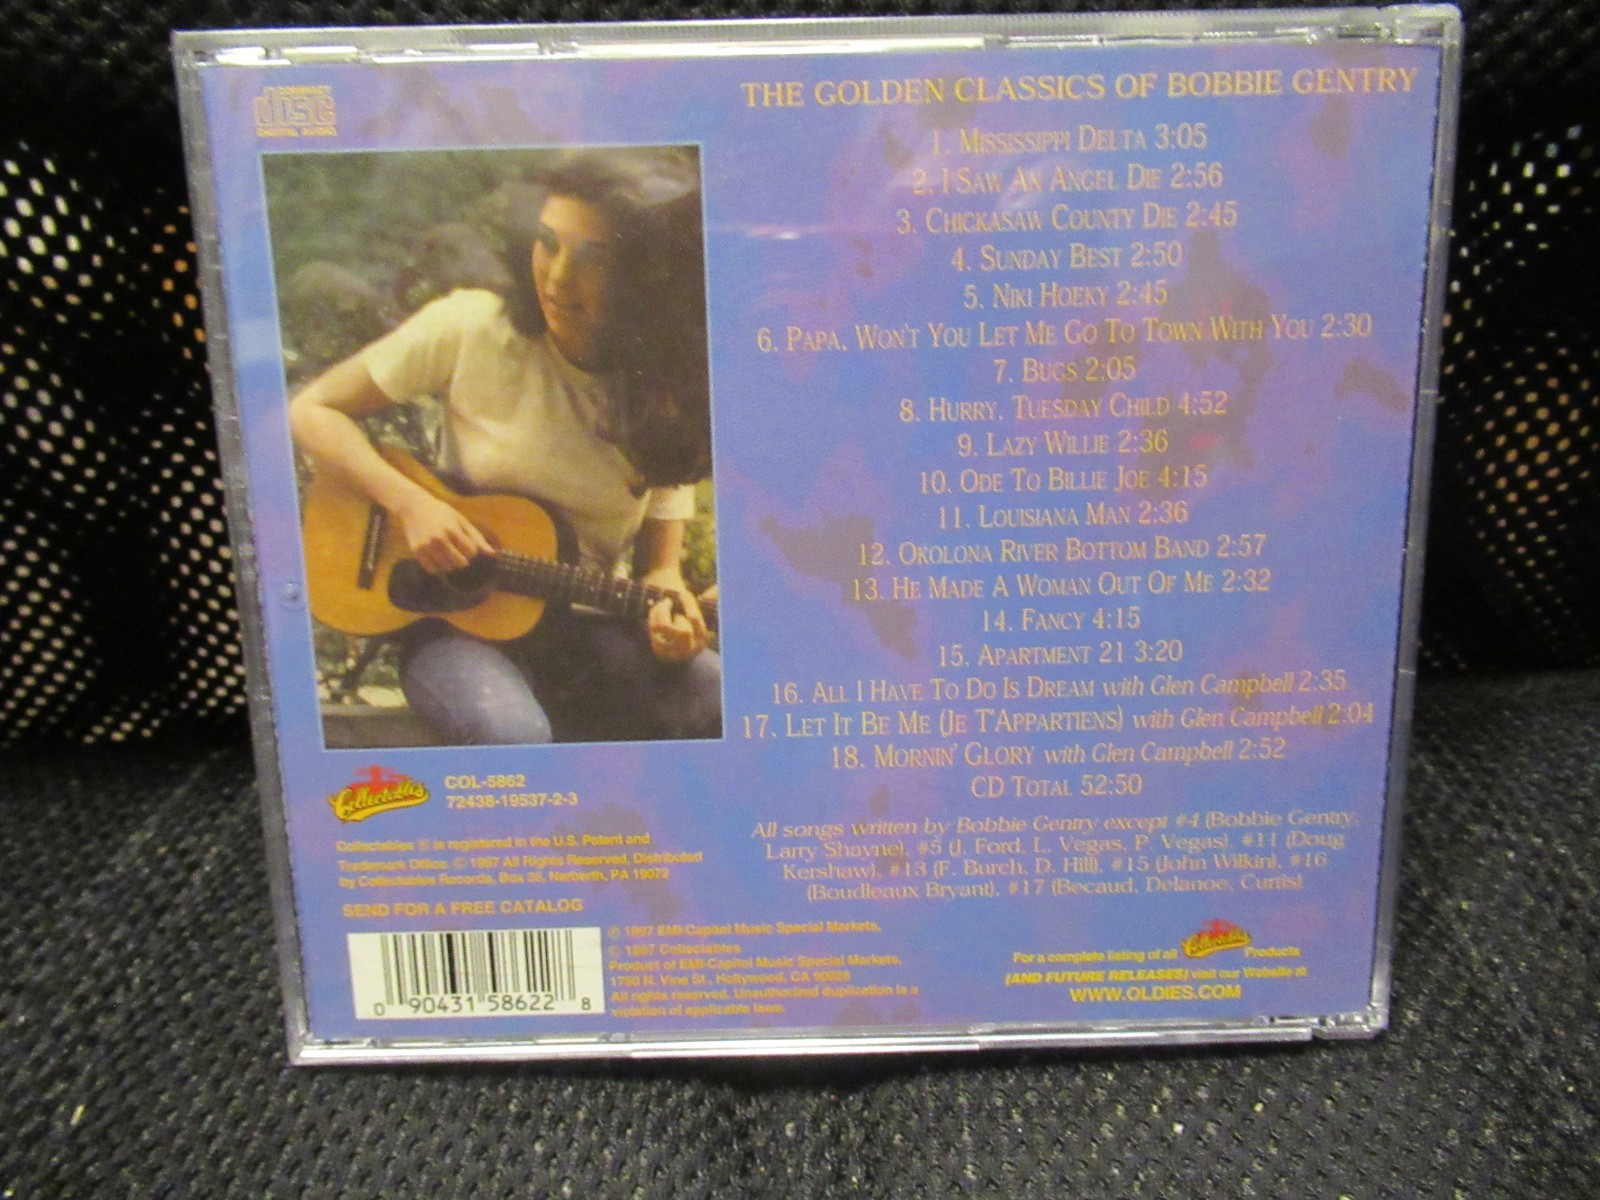 COMPACT
disc
DIGITAL AUDIO
THE GOLDEN CLASSICS OF BOBBIE GENTRY
1. MISSISSIPPI DELTA 3:05
2. I SAW AN ANGEL DIE 2:56
3. CHICKASAW COUNTY DIE 2:45
4. SUNDAY BEST 2:50
5. NIKI HOEKY 2:45
6. PAPA, WON'T YOU LET ME GO TO TOWN WITH YOU 2:30
7. BUGS 2:05
8. HURRY, TUESDAY CHILD 4:52
9. LAZY WILLIE 2:36
10. ODE TO BILLIE JOE 4:15
11. LOUISIANA MAN 2:36
12. OKOLONA RIVER BOTTOM BAND 2:57
13. HE MADE A WOMAN OUT OF ME 2:32
14. FANCY 4:15
15. APARTMENT 21 3:20
16. ALL I HAVE TO DO IS DREAM with Glen Campbell 2:35
17. LET IT BE ME (JE T'APPARTIENS) with Glen Campbell 2:04
18. MORNIN' GLORY with Glen Campbell 2:52
CD TOTAL 52:50
All songs written by Bobbie Gentry except #4 (Bobbie Gentry,
Larry Shayne), #5 (J. Ford, L. Vegas, P. Vegas), #11 (Doug
Kershaw), #13 (F. Burch, D. Hill), #15 (John Wilkin), #16
(Boudleaux Bryant), #17 (Becaud, Delanoe, Curtis)
Collectables
COL-5862
72438-19537-2-3
Collectables ® is registered in the U.S. Patent and
Trademark Office. © 1997 All Rights Reserved, Distributed
by Collectables Records, Box 35, Narberth, PA 19072
SEND FOR A FREE CATALOG
0 90431 58622 8
℗ 1997 EMI-Capitol Music Special Markets,
© 1997 Collectables
Product of EMI-Capitol Music Special Markets,
1750 N. Vine St., Hollywood, CA 90028
All rights reserved. Unauthorized duplication is a
violation of applicable laws.
For a complete listing of all Collectables Products
(AND FUTURE RELEASES) visit our Website at
WWW.OLDIES.COM